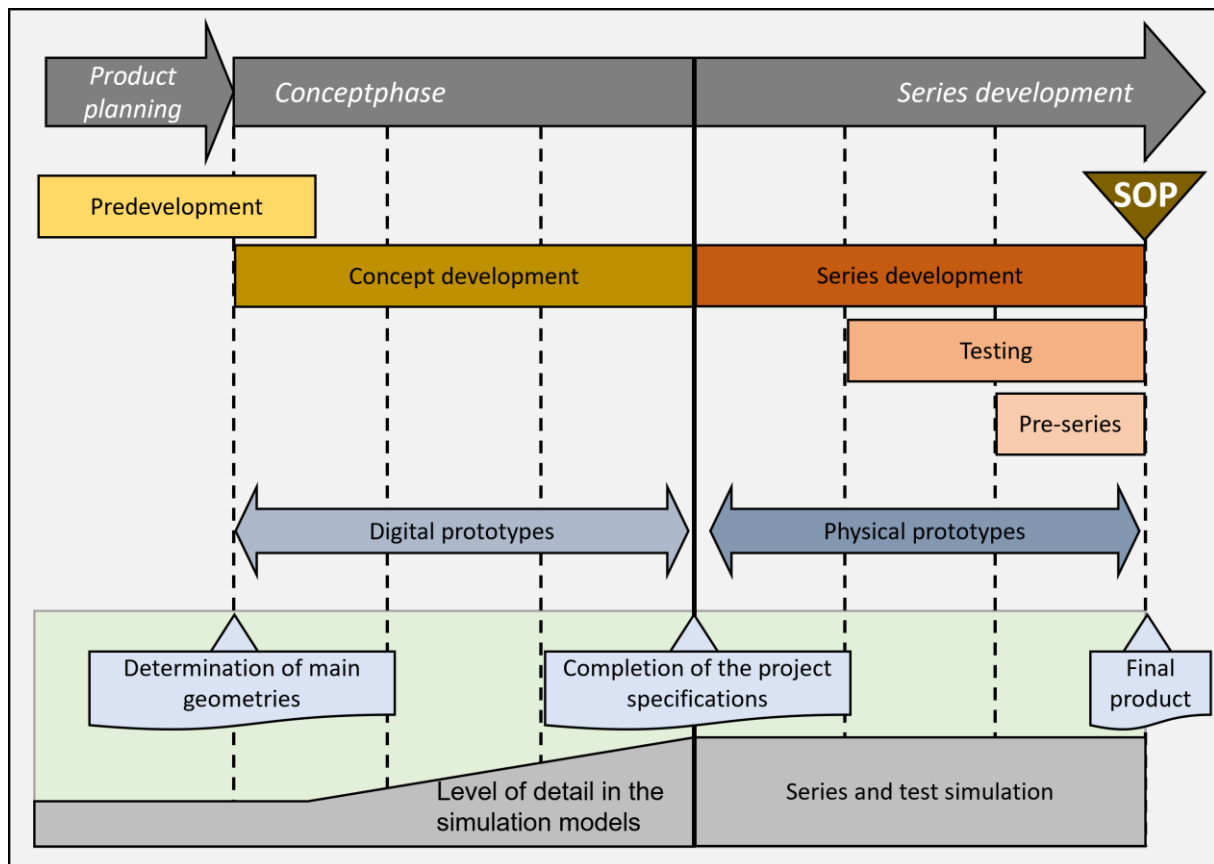 Product
planning
Conceptphase
Series development
Predevelopment
SOP
Concept development
Series development
Testing
Pre-series
Digital prototypes
Physical prototypes
Determination of main
geometries
Completion of the project
specifications
Final
product
Level of detail in the
simulation models
Series and test simulation